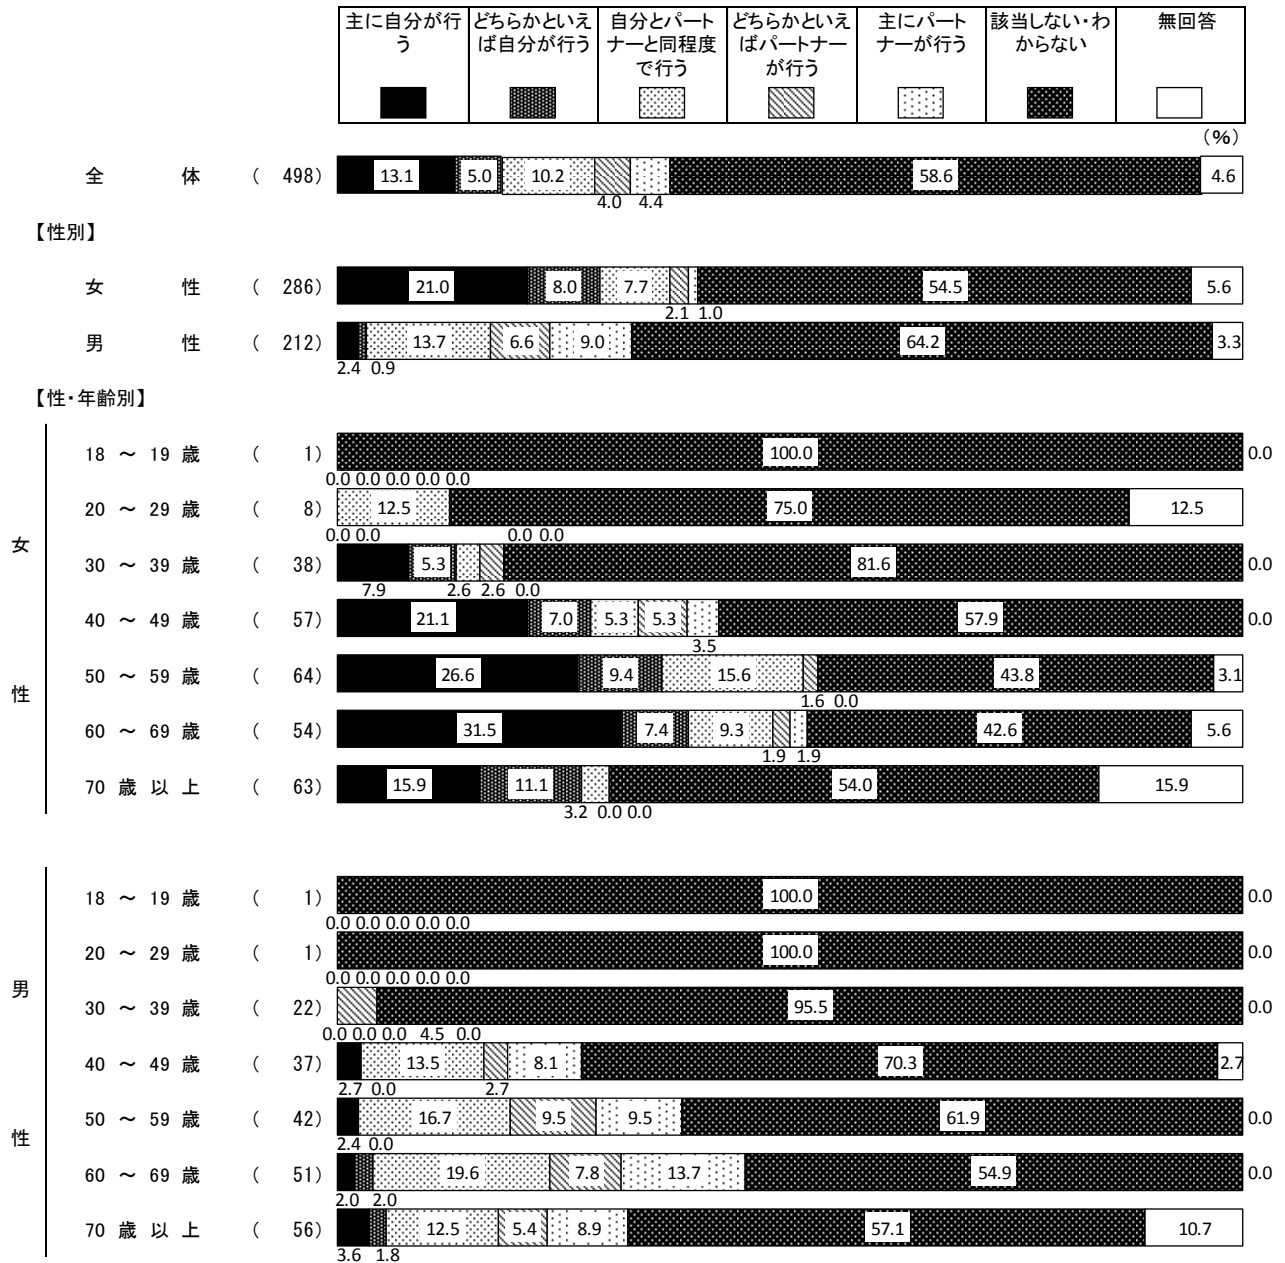 主に自分が行う
どちらかといえば自分が行う
自分とパートナーと同程度で行う
どちらかといえばパートナーが行う
主にパートナーが行う
該当しない・わからない
無回答
(%)
全 体 ( 498) 13.1 5.0 10.2 58.6 4.6
4.0 4.4
【性別】
女 性 ( 286) 21.0 8.0 7.7 54.5 5.6
2.1 1.0
男 性 ( 212) 13.7 6.6 9.0 64.2 3.3
2.4 0.9
【性・年齢別】
女性
18 ～ 19 歳 ( 1) 100.0 0.0
0.0 0.0 0.0 0.0 0.0
20 ～ 29 歳 ( 8) 12.5 75.0 12.5
0.0 0.0 0.0 0.0
30 ～ 39 歳 ( 38) 5.3 81.6 0.0
7.9 2.6 2.6 0.0
40 ～ 49 歳 ( 57) 21.1 7.0 5.3 5.3 57.9 0.0
3.5
50 ～ 59 歳 ( 64) 26.6 9.4 15.6 43.8 3.1
1.6 0.0
60 ～ 69 歳 ( 54) 31.5 7.4 9.3 42.6 5.6
1.9 1.9
70 歳 以 上 ( 63) 15.9 11.1 54.0 15.9
3.2 0.0 0.0
男性
18 ～ 19 歳 ( 1) 100.0 0.0
0.0 0.0 0.0 0.0 0.0
20 ～ 29 歳 ( 1) 100.0 0.0
0.0 0.0 0.0 0.0 0.0
30 ～ 39 歳 ( 22) 95.5 0.0
0.0 0.0 0.0 4.5 0.0
40 ～ 49 歳 ( 37) 13.5 8.1 70.3 2.7
2.7 0.0 2.7
50 ～ 59 歳 ( 42) 16.7 9.5 9.5 61.9 0.0
2.4 0.0
60 ～ 69 歳 ( 51) 19.6 7.8 13.7 54.9 0.0
2.0 2.0
70 歳 以 上 ( 56) 12.5 5.4 8.9 57.1 10.7
3.6 1.8